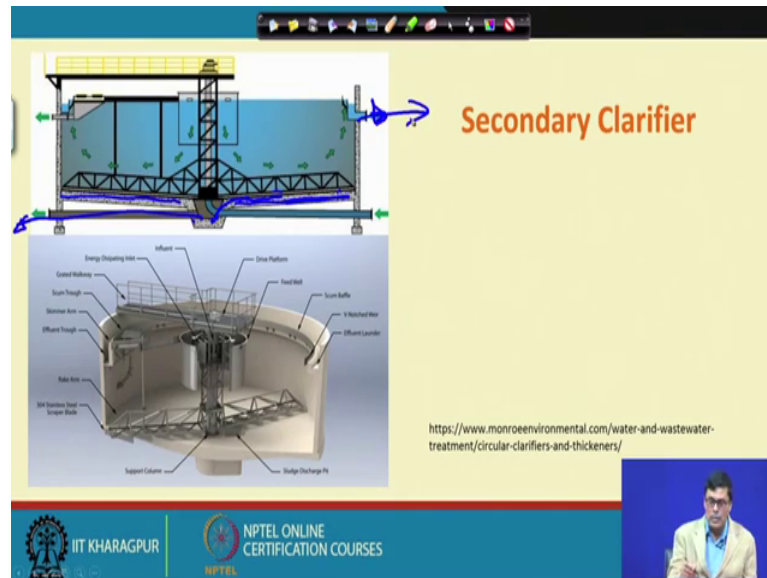 Secondary Clarifier
Influent
Energy Dissipating Inlet
Drive Platform
Grated Walkway
Feed Well
Scum Trough
Scum Baffle
Skimmer Arm
V-Notched Weir
Effluent Trough
Effluent Launder
Rake Arm
304 Stainless Steel
Scraper Blade
Support Column
Sludge Discharge Pit
https://www.monroeenvironmental.com/water-and-wastewater-
treatment/circular-clarifiers-and-thickeners/
IIT KHARAGPUR
NPTEL
NPTEL ONLINE
CERTIFICATION COURSES